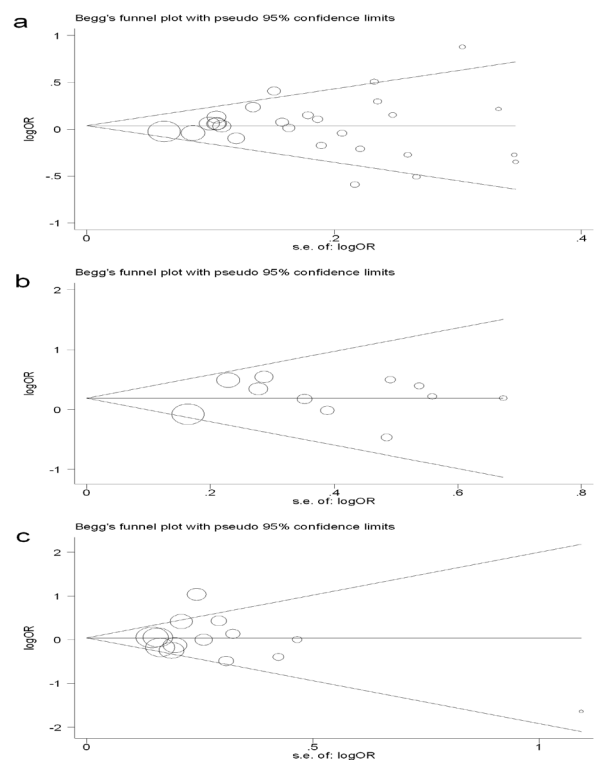 a
Begg's funnel plot with pseudo 95% confidence limits
1
.5
0
-.5
-1
logOR
0
.2
.4
s.e. of: logOR
b
Begg's funnel plot with pseudo 95% confidence limits
2
1
0
-1
logOR
0
.2
.4
.6
.8
s.e. of: logOR
c
Begg's funnel plot with pseudo 95% confidence limits
2
1
0
-1
-2
logOR
0
.5
1
s.e. of: logOR